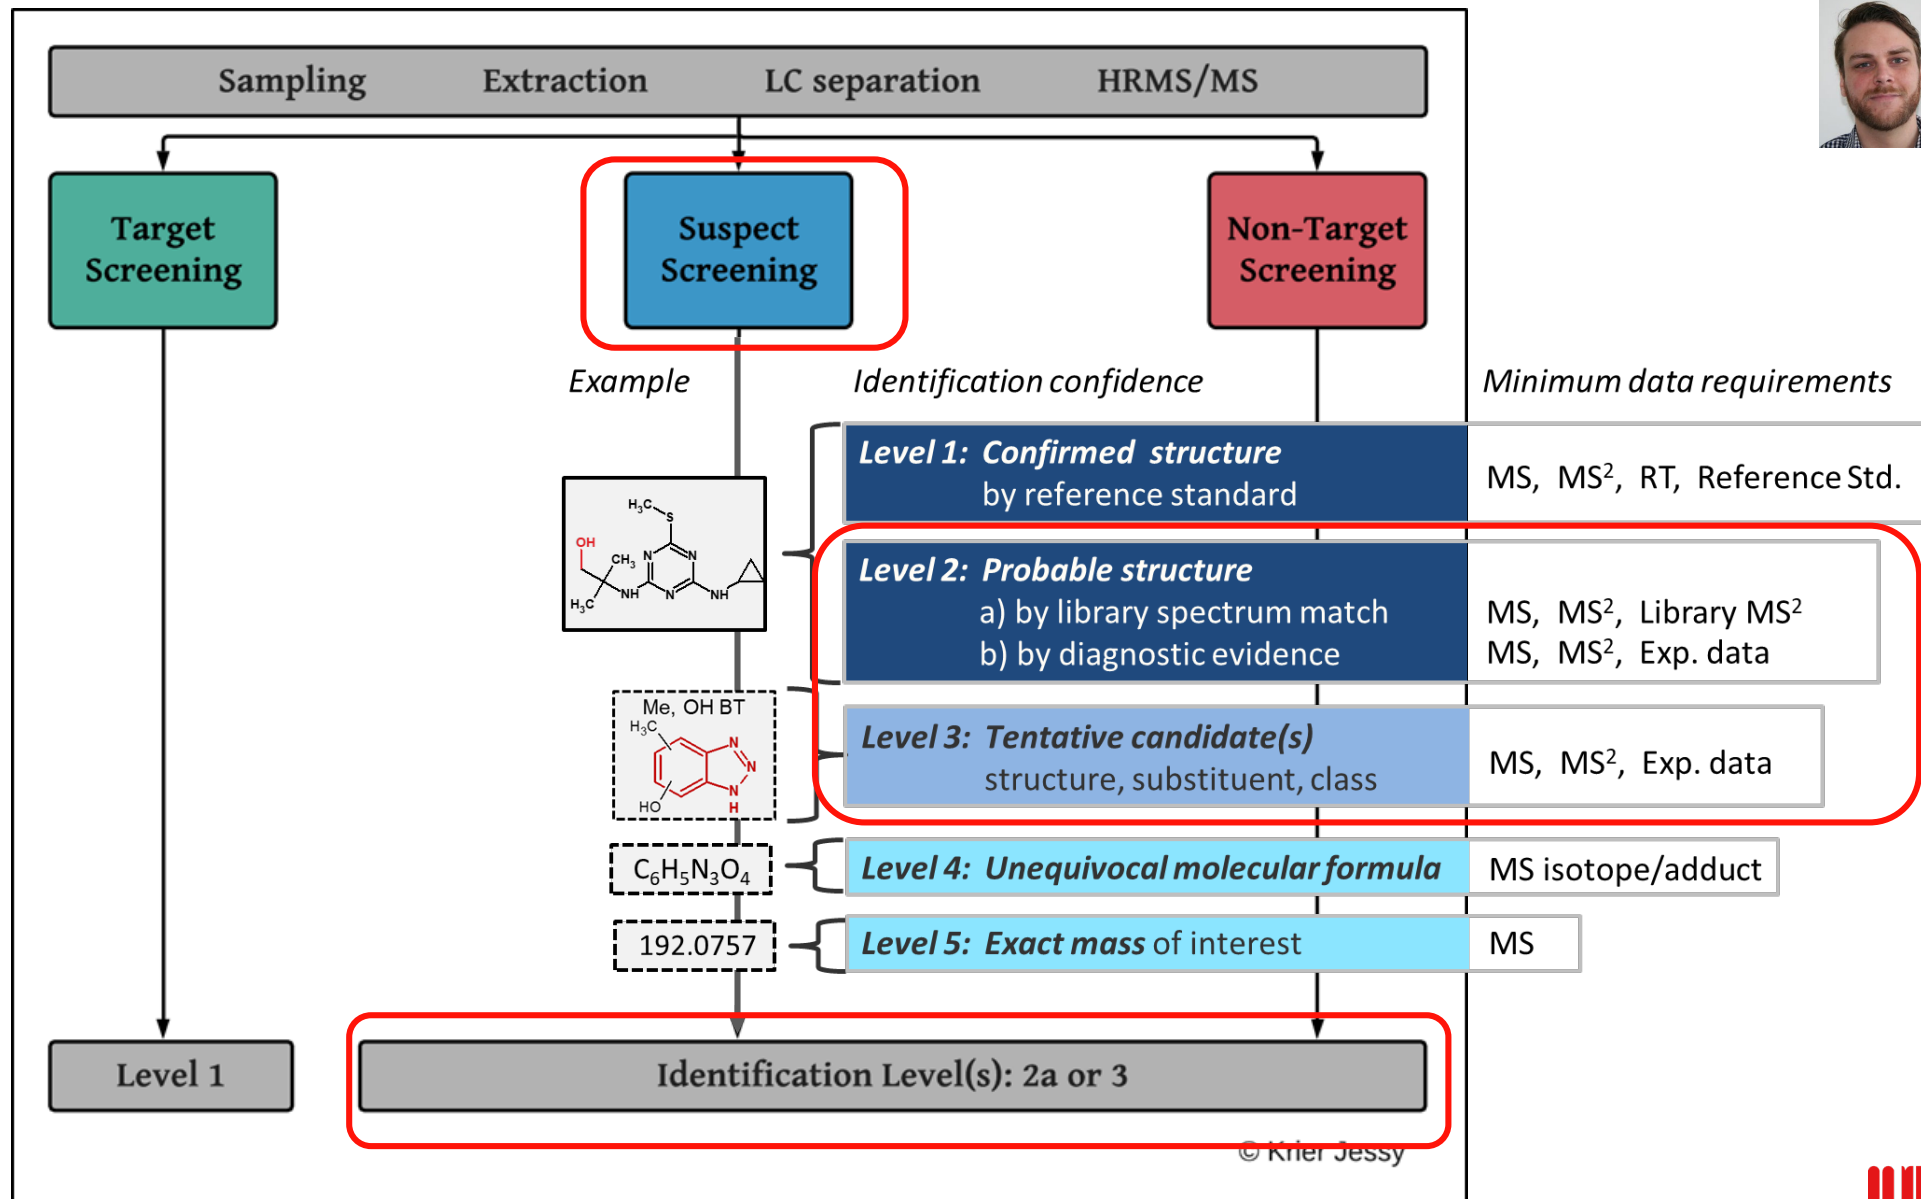 Sampling Extraction LC separation HRMS/MS
Target
Screening
Suspect
Screening
Non-Target
Screening
Example
Identification confidence
Minimum data requirements
Level 1: Confirmed structure
by reference standard
MS, MS², RT, Reference Std.
H₃C
S
OH
CH₃
N
N
H₃C
NH
N
NH
Level 2: Probable structure
a) by library spectrum match
b) by diagnostic evidence
MS, MS², Library MS²
MS, MS², Exp. data
Me, OH BT
H₃C
N
N
N
HO
H
Level 3: Tentative candidate(s)
structure, substituent, class
MS, MS², Exp. data
C₆H₅N₃O₄
Level 4: Unequivocal molecular formula
MS isotope/adduct
192.0757
Level 5: Exact mass of interest
MS
Level 1
Identification Level(s): 2a or 3
© Krier Jessy